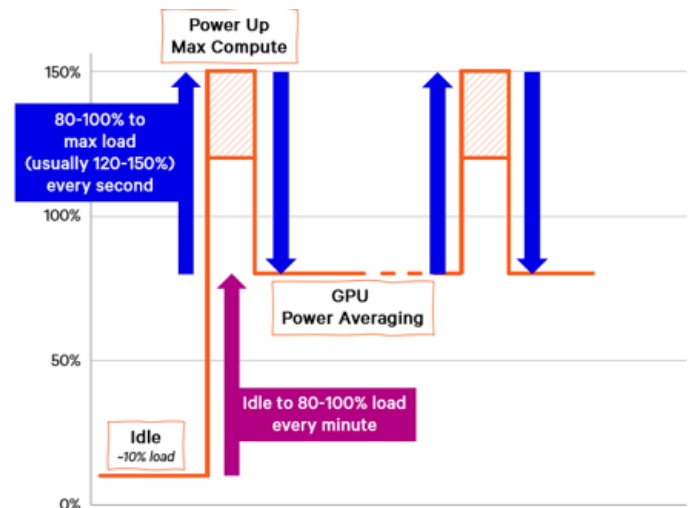 Power Up
Max Compute
150%
80-100% to
max load
(usually 120-150%)
every second
100%
GPU
Power Averaging
50%
Idle to 80-100% load
every minute
Idle
~10% load
0%